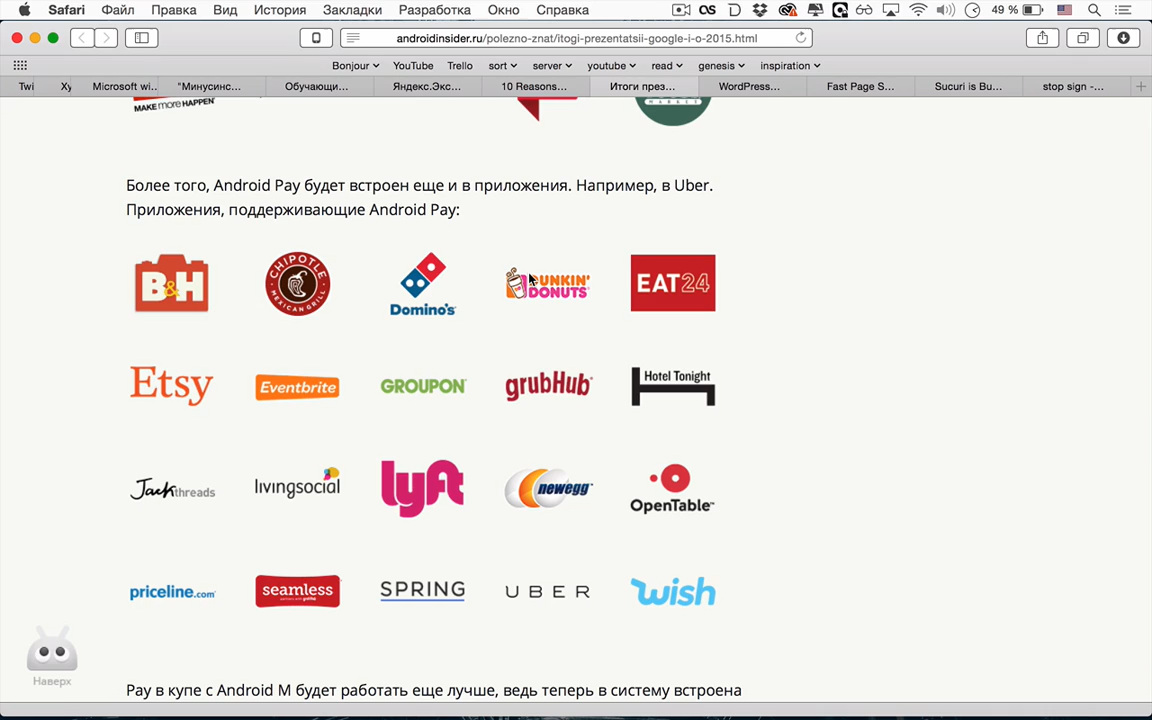 Safari Файл Правка Вид История Закладки Разработка Окно Справка 49 %
androidinsider.ru/polezno-znat/itogi-prezentatsii-google-i-o-2015.html
Bonjour YouTube Trello sort server youtube read genesis inspiration
Twi Ху Microsoft wi... "Минусинс... Обучающи... Яндекс.Экс... 10 Reasons... Итоги през... WordPress... Fast Page S... Sucuri is Bu... stop sign -...
MAKE more HAPPEN MARKET
Более того, Android Pay будет встроен еще и в приложения. Например, в Uber.
Приложения, поддерживающие Android Pay:
B&H CHIPOTLE MEXICAN GRILL Domino's DUNKIN' DONUTS EAT24
Etsy Eventbrite GROUPON grubHub Hotel Tonight
Jackthreads livingsocial lyft newegg OpenTable
priceline.com seamless SPRING UBER wish
Наверх
Pay в купе с Android M будет работать еще лучше, ведь теперь в систему встроена